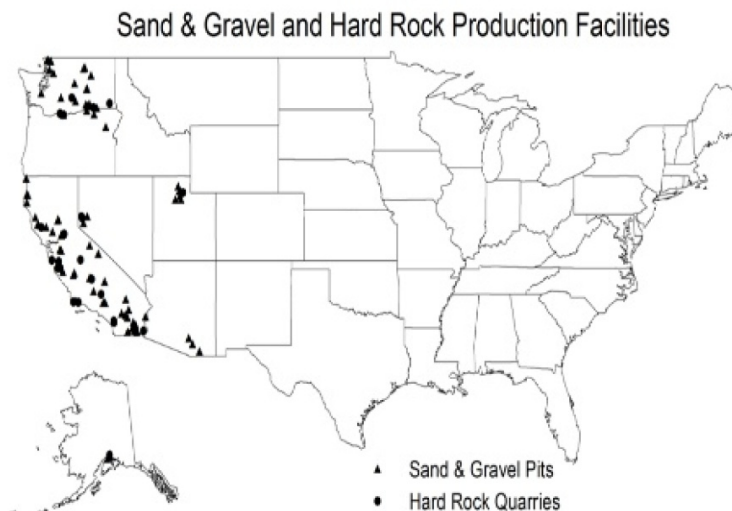 Sand & Gravel and Hard Rock Production Facilities
Sand & Gravel Pits
Hard Rock Quarries